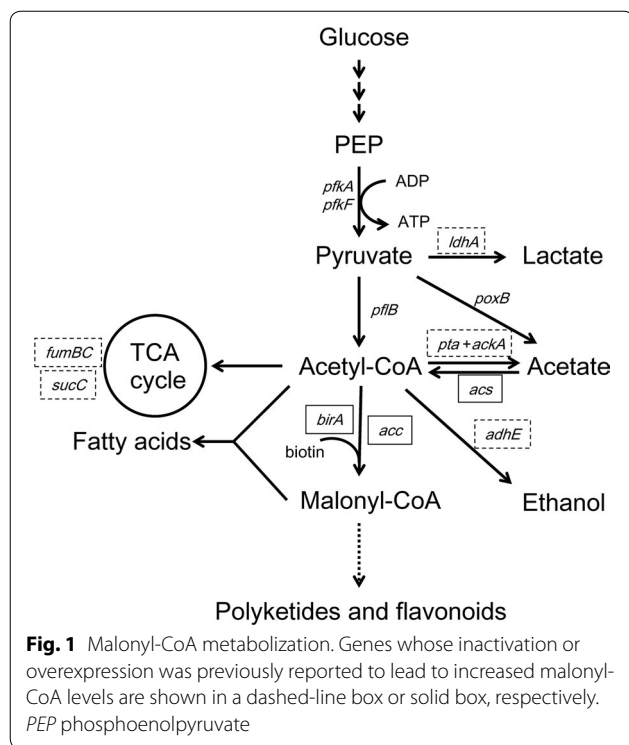 Glucose
PEP
pfkA
pfkF
ADP
ATP
Pyruvate
ldhA
Lactate
pflB
poxB
fumBC
sucC
TCA
cycle
Acetyl-CoA
pta+ackA
acs
Acetate
Fatty acids
birA
biotin
acc
adhE
Malonyl-CoA
Ethanol
Polyketides and flavonoids
Fig. 1 Malonyl-CoA metabolization. Genes whose inactivation or
overexpression was previously reported to lead to increased malonyl-
CoA levels are shown in a dashed-line box or solid box, respectively.
PEP phosphoenolpyruvate